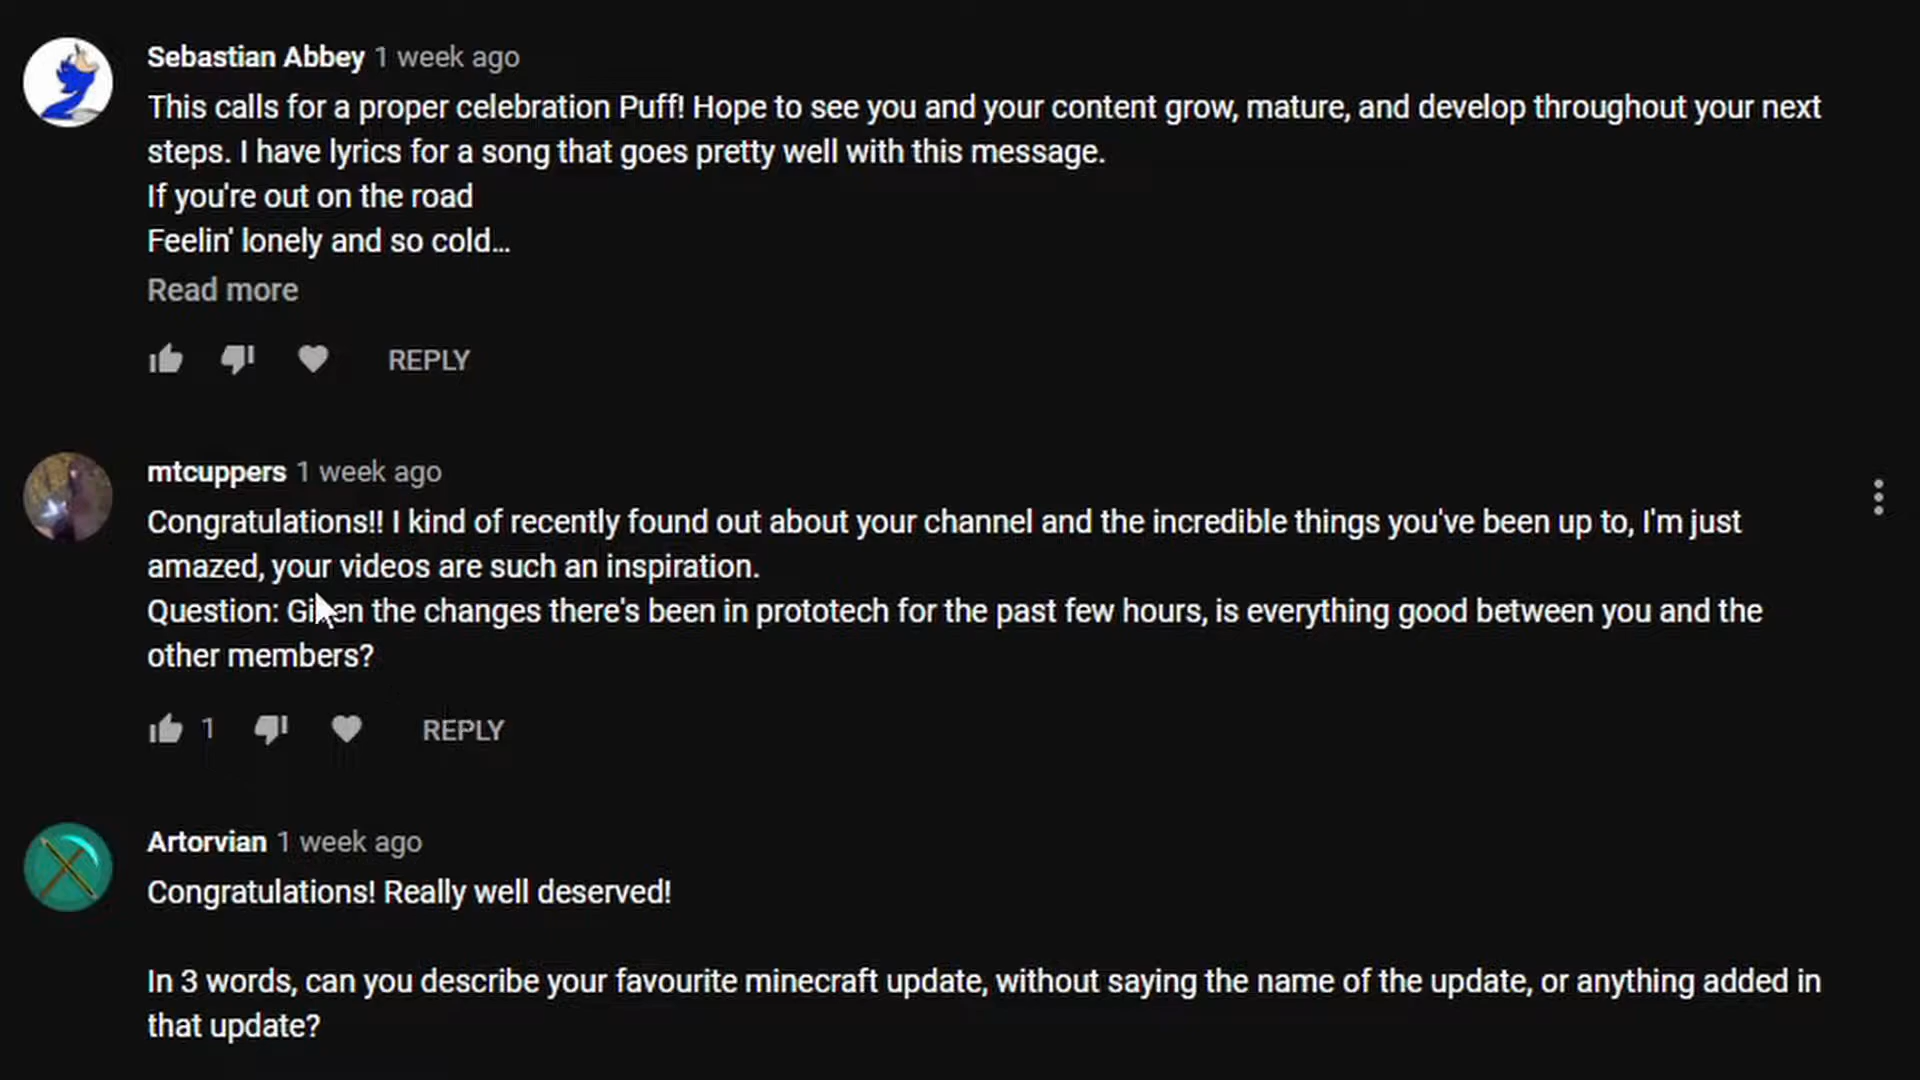 Sebastian Abbey 1 week ago
This calls for a proper celebration Puff! Hope to see you and your content grow, mature, and develop throughout your next
steps. I have lyrics for a song that goes pretty well with this message.
If you're out on the road
Feelin' lonely and so cold...
Read more
REPLY
mtcuppers 1 week ago
Congratulations!! I kind of recently found out about your channel and the incredible things you've been up to, I'm just
amazed, your videos are such an inspiration.
Question: Given the changes there's been in prototech for the past few hours, is everything good between you and the
other members?
1 REPLY
Artorvian 1 week ago
Congratulations! Really well deserved!
In 3 words, can you describe your favourite minecraft update, without saying the name of the update, or anything added in
that update?